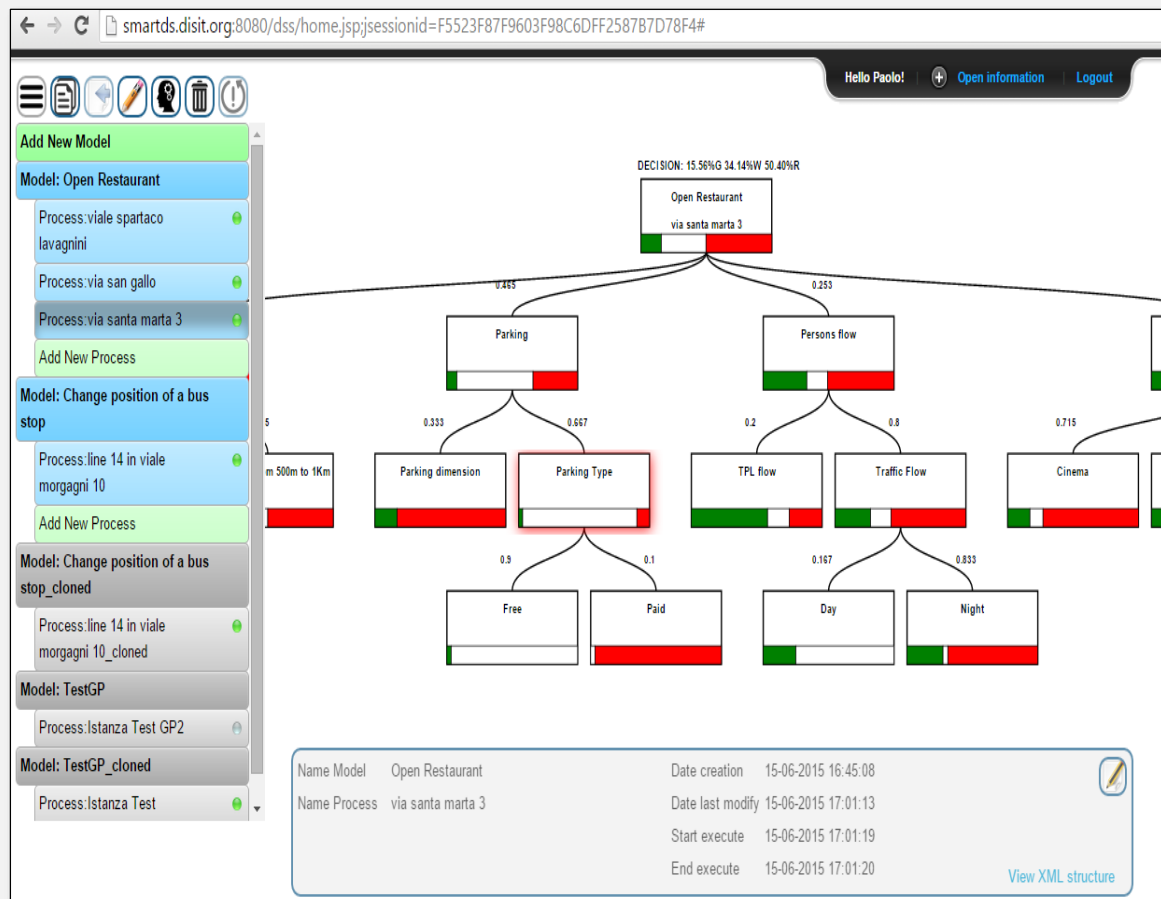 smartds.disit.org:8080/dss/home.jsp;jsessionid=F5523F87F9603F98C6DFF2587B7D78F4#
Hello Paolo!
Open information
Logout
Add New Model
Model: Open Restaurant
Process:viale spartaco
lavagnini
Process:via san gallo
Process:via santa marta 3
Add New Process
Model: Change position of a bus
stop
Process:line 14 in viale
morgagni 10
Add New Process
Model: Change position of a bus
stop_cloned
Process:line 14 in viale
morgagni 10_cloned
Model: TestGP
Process:Istanza Test GP2
Model: TestGP_cloned
Process:Istanza Test
DECISION: 15.56%G 34.14%W 50.40%R
Open Restaurant
via santa marta 3
0.465
0.253
Parking
Persons flow
5
0.333
0.667
0.2
0.8
0.715
m 500m to 1Km
Parking dimension
Parking Type
TPL flow
Traffic Flow
Cinema
0.9
0.1
0.167
0.833
Free
Paid
Day
Night
Name Model Open Restaurant
Name Process via santa marta 3
Date creation 15-06-2015 16:45:08
Date last modify 15-06-2015 17:01:13
Start execute 15-06-2015 17:01:19
End execute 15-06-2015 17:01:20
View XML structure